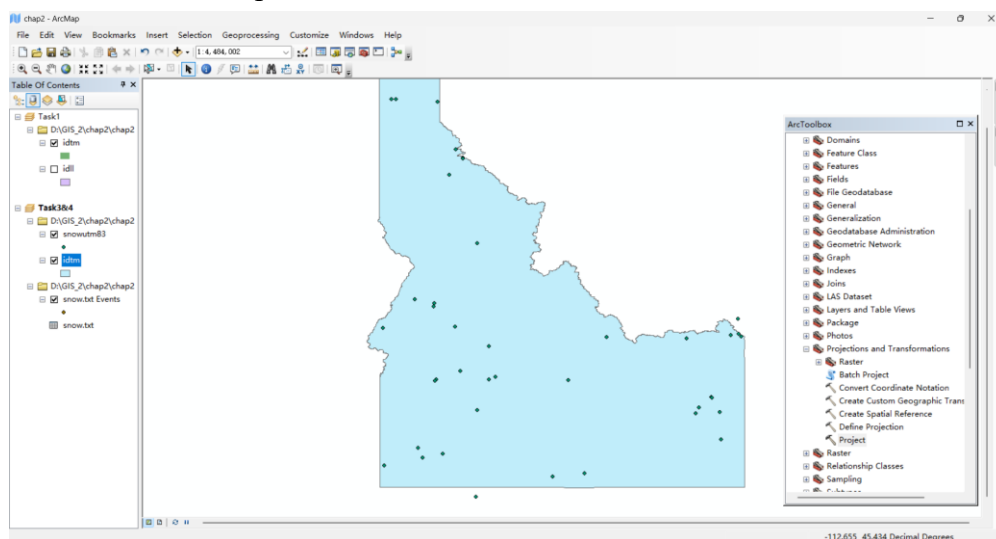 chap2 - ArcMap
File Edit View Bookmarks Insert Selection Geoprocessing Customize Windows Help
1:4,484,002
Table Of Contents
Task1
D:\GIS_2\chap2\chap2
idtm
idll
Task3&4
D:\GIS_2\chap2\chap2
snowutm83
idtm
D:\GIS_2\chap2\chap2
snow.txt Events
snow.txt
ArcToolbox
Domains
Feature Class
Features
Fields
File Geodatabase
General
Generalization
Geodatabase Administration
Geometric Network
Graph
Indexes
Joins
LAS Dataset
Layers and Table Views
Package
Photos
Projections and Transformations
Raster
Batch Project
Convert Coordinate Notation
Create Custom Geographic Trans
Create Spatial Reference
Define Projection
Project
Raster
Relationship Classes
Sampling
-112.655 45.434 Decimal Degrees